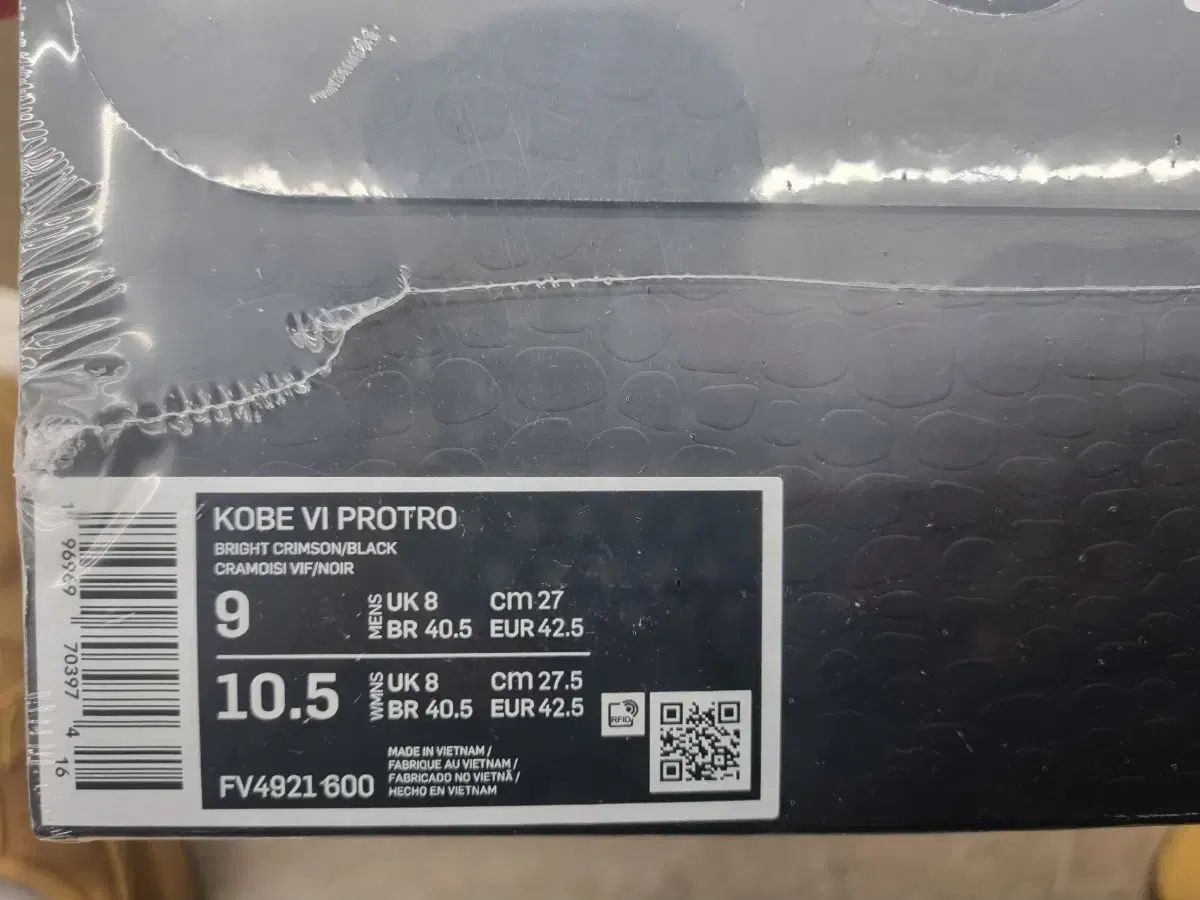 KOBE VI PROTRO
BRIGHT CRIMSON/BLACK
CRAMOISI VIF/NOIR
9
MENS
UK 8 cm 27
BR 40.5 EUR 42.5
10.5
WMNS
UK 8 cm 27.5
BR 40.5 EUR 42.5
RFID
FV4921-600
MADE IN VIETNAM /
FABRIQUE AU VIETNAM /
FABRICADO NO VIETNÃ /
HECHO EN VIETNAM
1 96969 70397 4
16